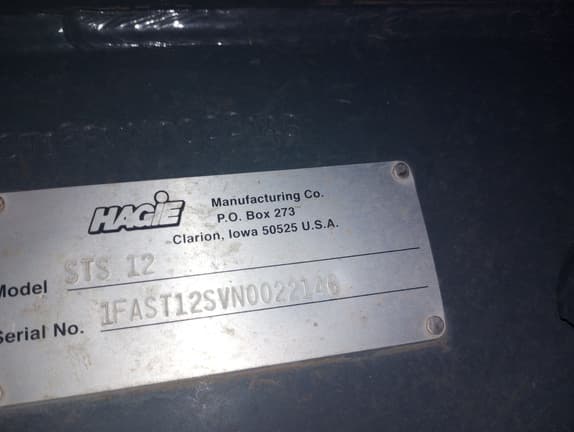 HAGIE
Manufacturing Co.
P.O. Box 273
Clarion, Iowa 50525 U.S.A.
Model STS 12
Serial No. 1FAST12SVN0022146